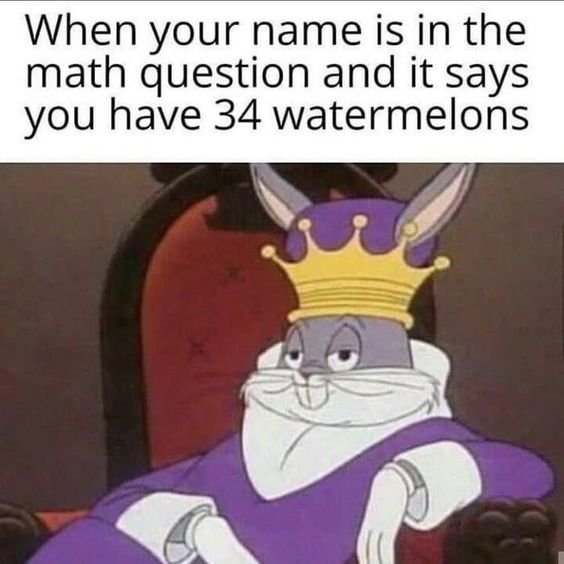 When your name is in the
math question and it says
you have 34 watermelons